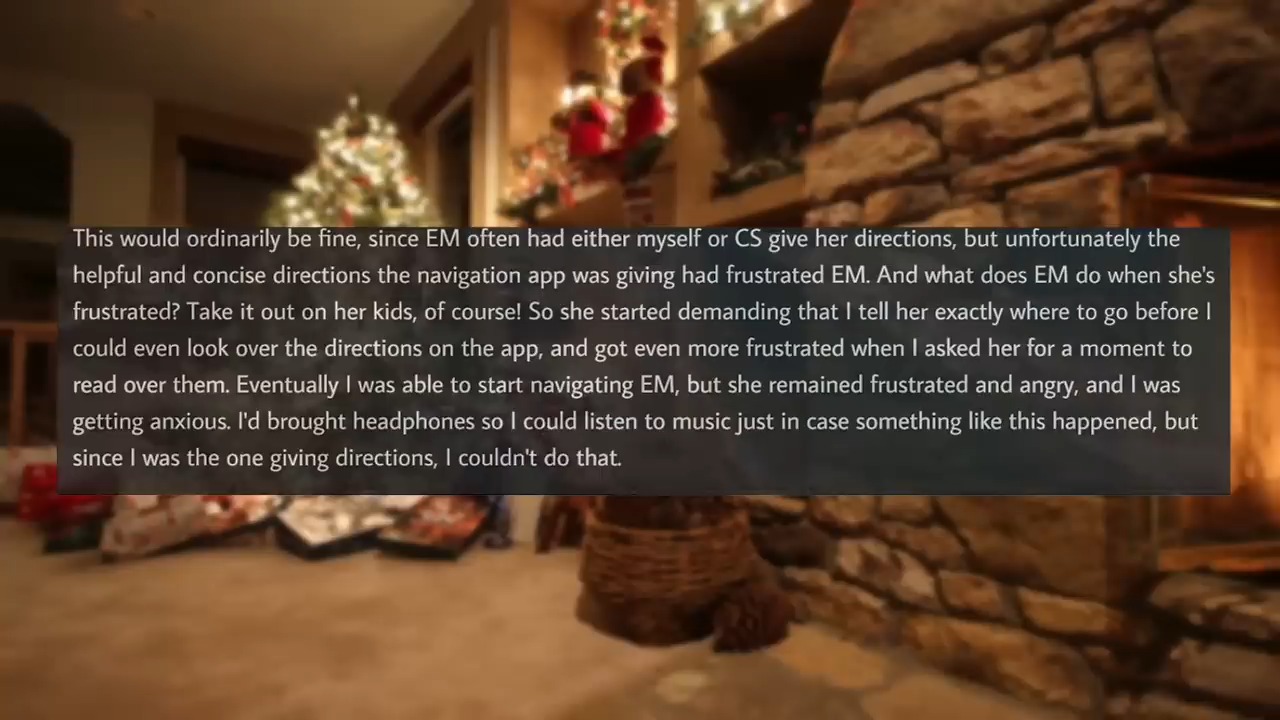 This would ordinarily be fine, since EM often had either myself or CS give her directions, but unfortunately the
helpful and concise directions the navigation app was giving had frustrated EM. And what does EM do when she's
frustrated? Take it out on her kids, of course! So she started demanding that I tell her exactly where to go before I
could even look over the directions on the app, and got even more frustrated when I asked her for a moment to
read over them. Eventually I was able to start navigating EM, but she remained frustrated and angry, and I was
getting anxious. I'd brought headphones so I could listen to music just in case something like this happened, but
since I was the one giving directions, I couldn't do that.